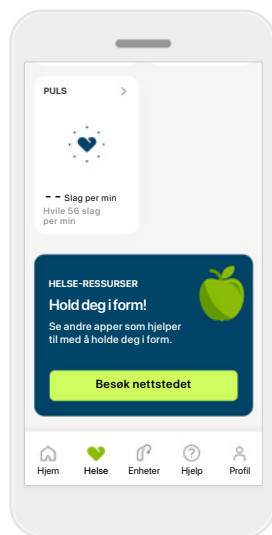 PULS
-- Slag per min
Hvile 56 slag
per min
HELSE-RESSURSER
Hold deg i form!
Se andre apper som hjelper
til med å holde deg i form.
Besøk nettstedet
Hjem Helse Enheter Hjelp Profil